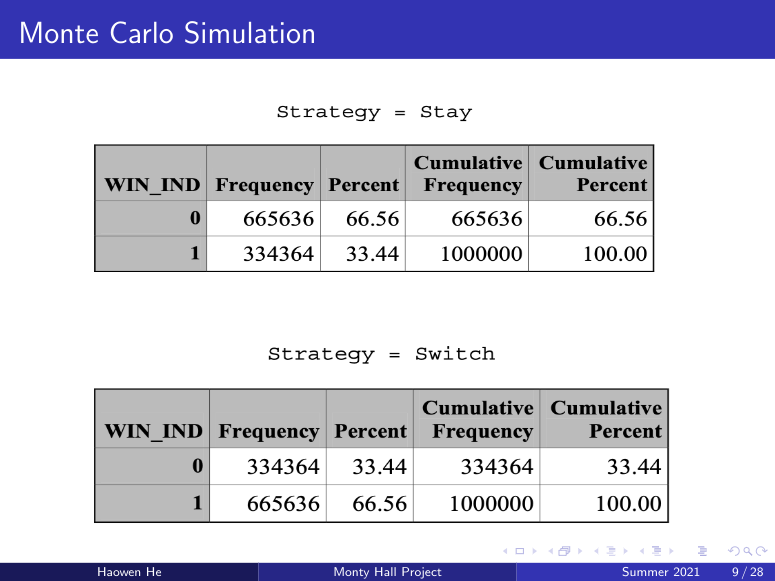 Monte Carlo Simulation
Strategy = Stay
Cumulative Cumulative
WIN_IND Frequency Percent Frequency Percent
0 665636 66.56 665636 66.56
1 334364 33.44 1000000 100.00
Strategy = Switch
Cumulative Cumulative
WIN_IND Frequency Percent Frequency Percent
0 334364 33.44 334364 33.44
1 665636 66.56 1000000 100.00
Haowen He Monty Hall Project Summer 2021 9 / 28